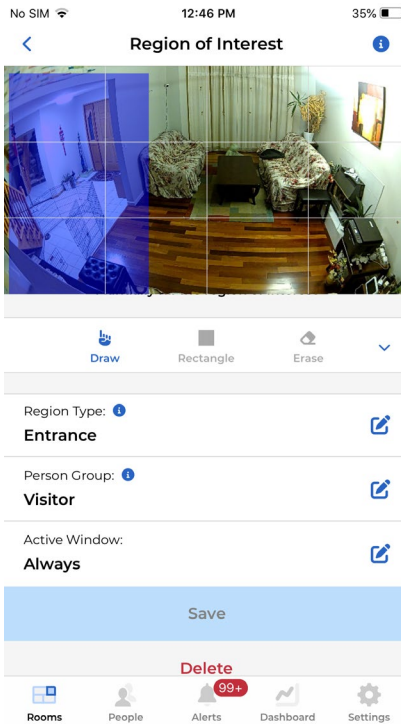 No SIM 12:46 PM 35%
Region of Interest
Draw Rectangle Erase
Region Type:
Entrance
Person Group:
Visitor
Active Window:
Always
Save
Delete
99+
Rooms People Alerts Dashboard Settings